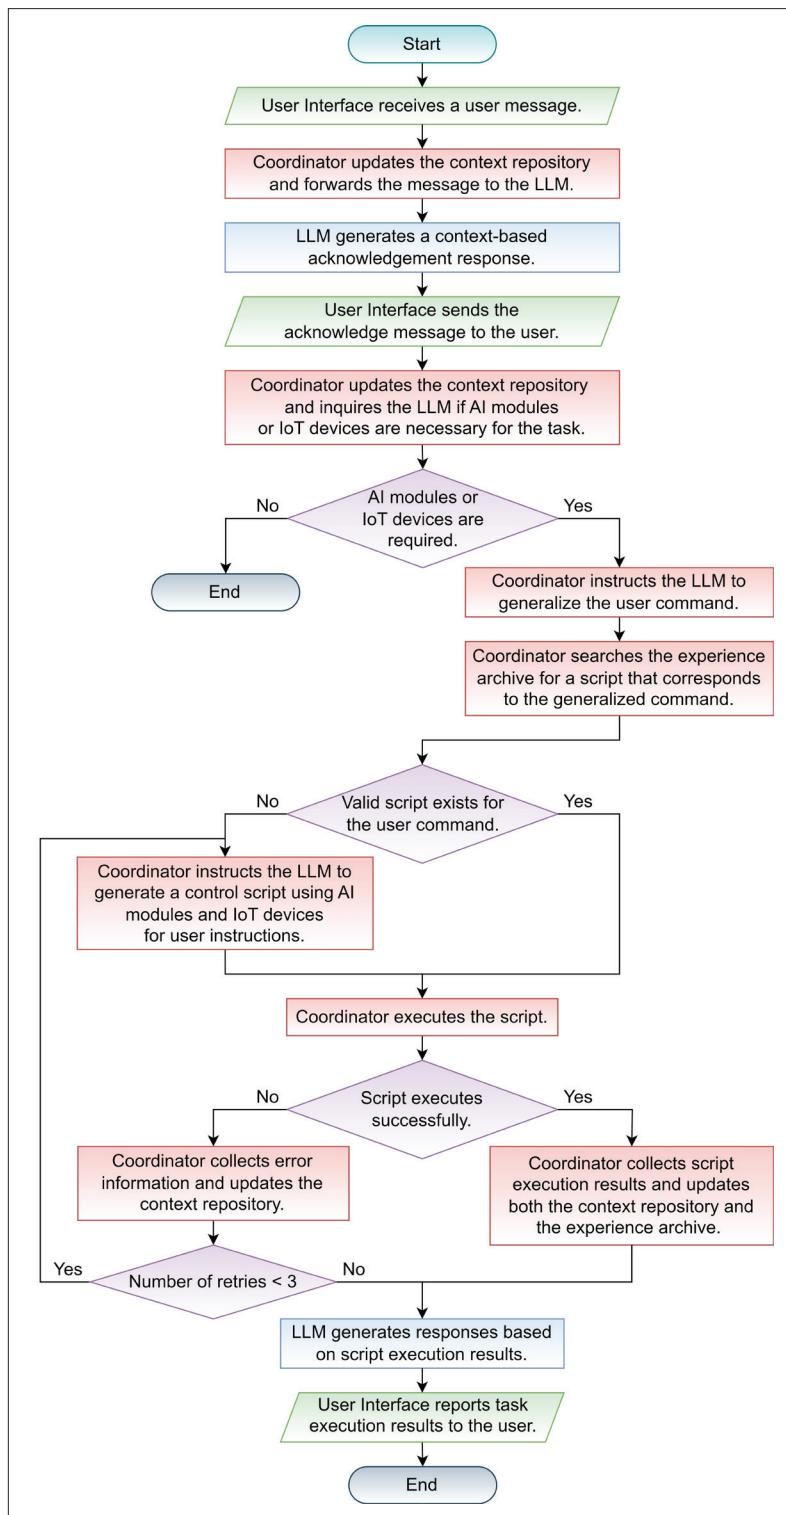 Start
User Interface receives a user message.
Coordinator updates the context repository
and forwards the message to the LLM.
LLM generates a context-based
acknowledgement response.
User Interface sends the
acknowledge message to the user.
Coordinator updates the context repository
and inquires the LLM if AI modules
or IoT devices are necessary for the task.
No
AI modules or
IoT devices are
required.
Yes
End
Coordinator instructs the LLM to
generalize the user command.
Coordinator searches the experience
archive for a script that corresponds
to the generalized command.
No
Valid script exists for
the user command.
Yes
Coordinator instructs the LLM to
generate a control script using AI
modules and IoT devices
for user instructions.
Coordinator executes the script.
No
Script executes
successfully.
Yes
Coordinator collects error
information and updates the
context repository.
Coordinator collects script
execution results and updates
both the context repository and
the experience archive.
Yes
Number of retries < 3
No
LLM generates responses based
on script execution results.
User Interface reports task
execution results to the user.
End